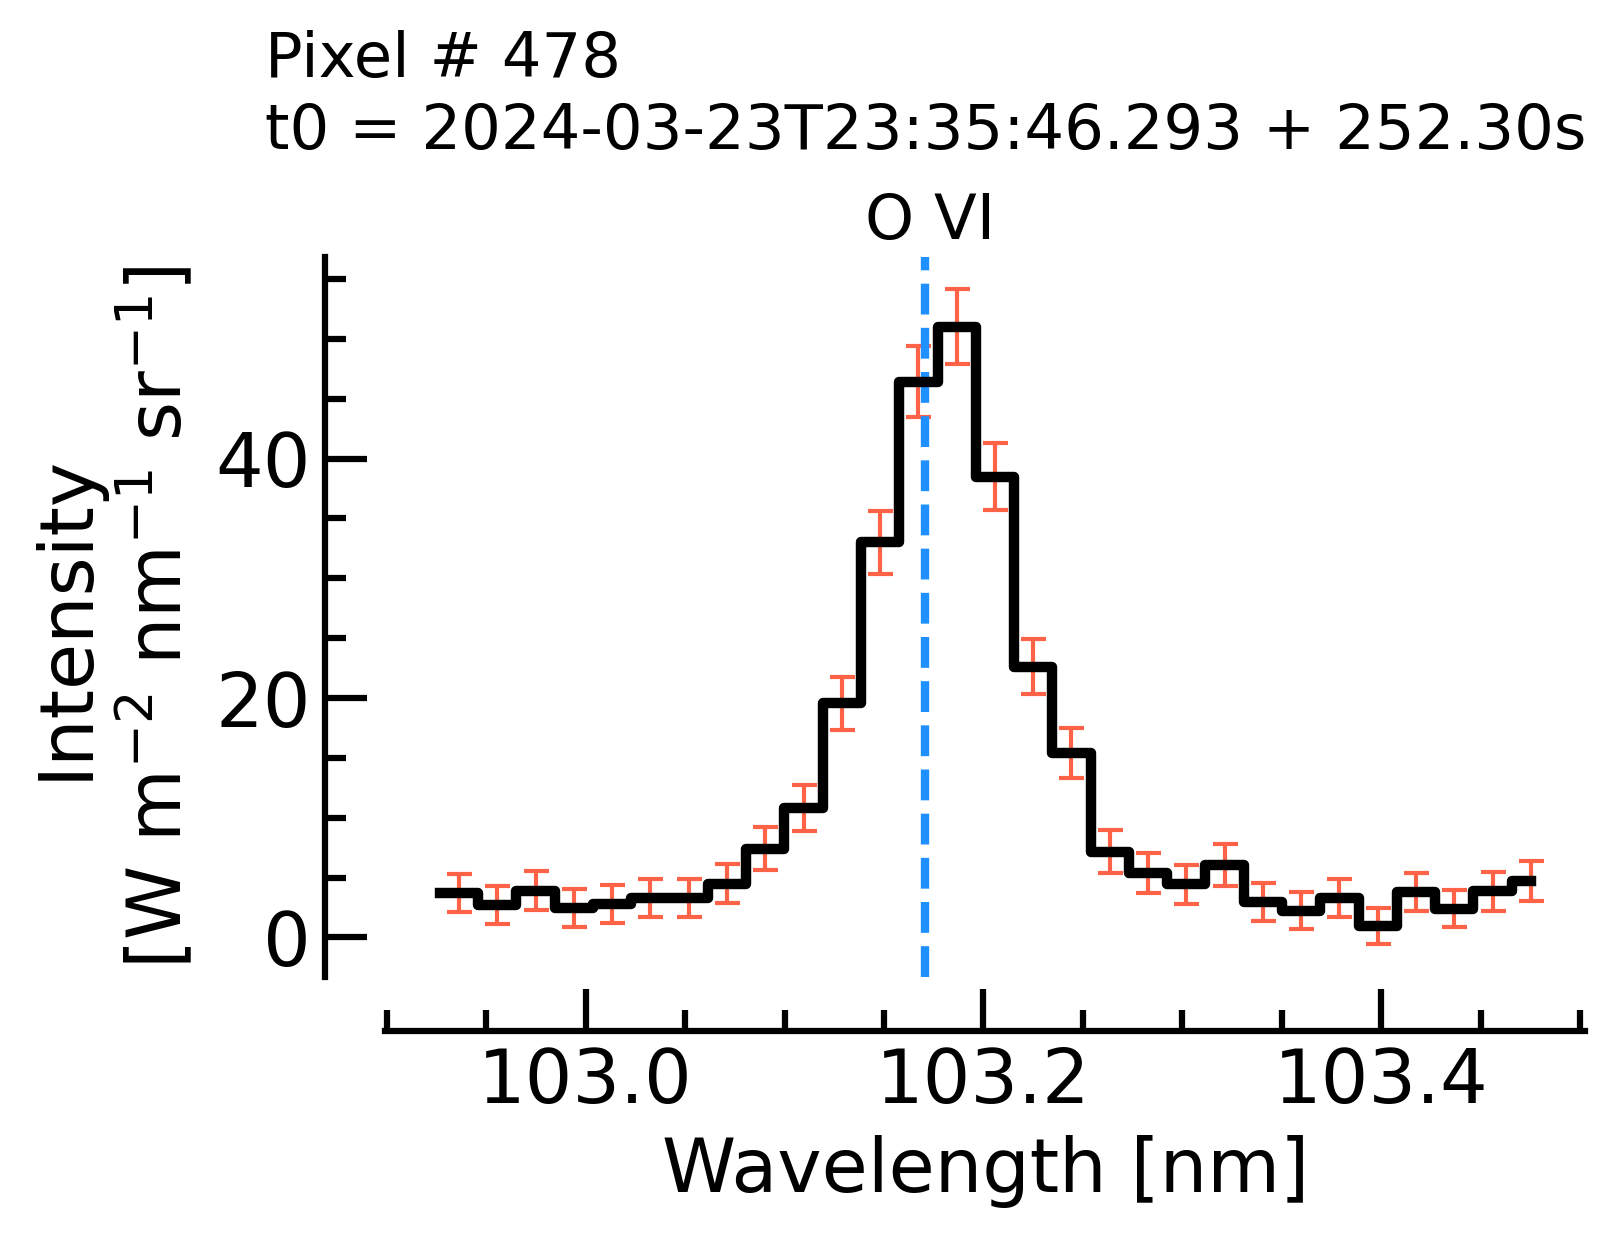 Pixel # 478
t0 = 2024-03-23T23:35:46.293 + 252.30s
O VI
Intensity
[W m⁻² nm⁻¹ sr⁻¹]
40
20
0
103.0 103.2 103.4
Wavelength [nm]